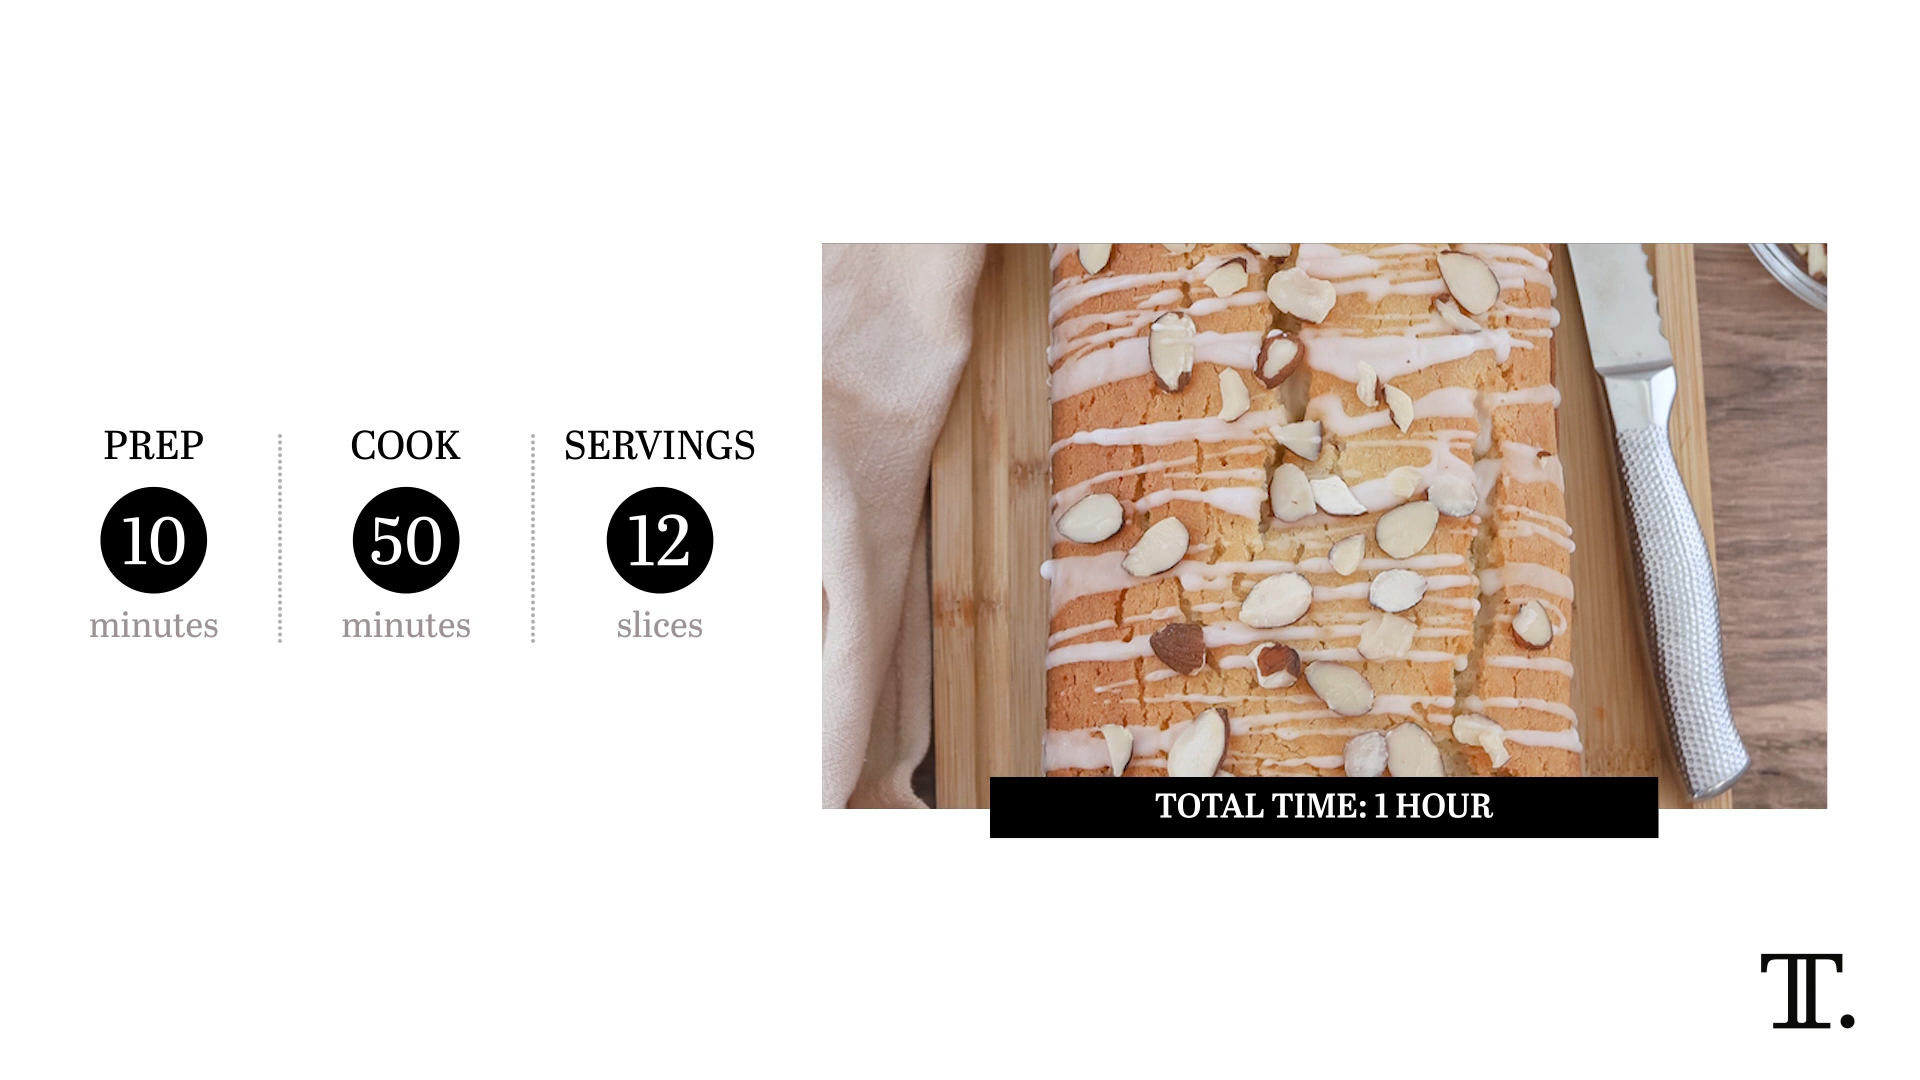 PREP
10
minutes
COOK
50
minutes
SERVINGS
12
slices
TOTAL TIME: 1 HOUR
T.